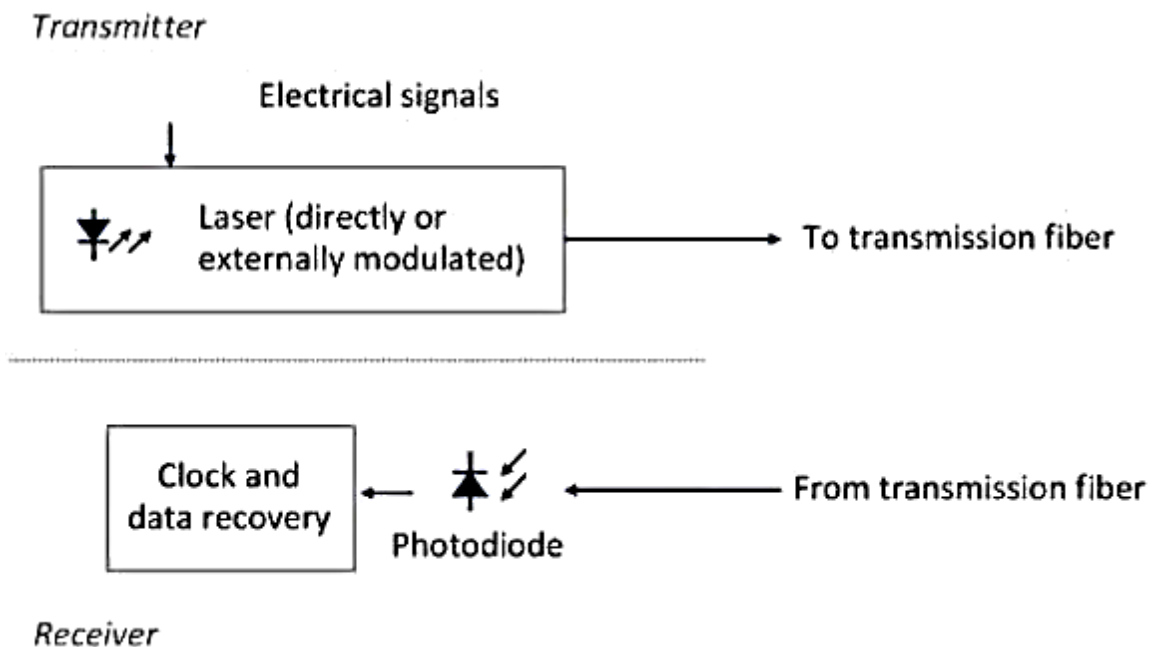 Transmitter
Electrical signals
Laser (directly or
externally modulated)
To transmission fiber
Clock and
data recovery
Photodiode
From transmission fiber
Receiver